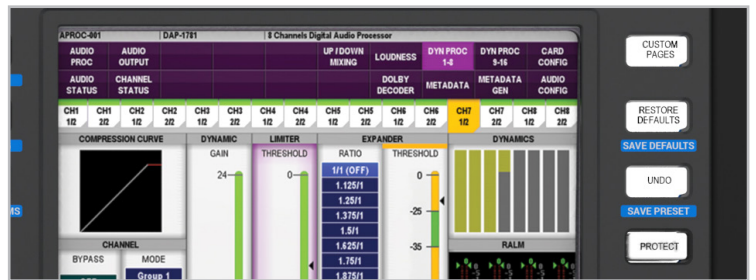 APROC-001 DAP-1781 8 Channels Digital Audio Processor
AUDIO PROC AUDIO OUTPUT UP / DOWN MIXING LOUDNESS DYN PROC 1-8 DYN PROC 9-16 CARD CONFIG
AUDIO STATUS CHANNEL STATUS DOLBY DECODER METADATA METADATA GEN AUDIO CONFIG
CH1 1/2 CH1 2/2 CH2 1/2 CH2 2/2 CH3 1/2 CH3 2/2 CH4 1/2 CH4 2/2 CH5 1/2 CH5 2/2 CH6 1/2 CH6 2/2 CH7 1/2 CH7 2/2 CH8 1/2 CH8 2/2
COMPRESSION CURVE DYNAMIC LIMITER EXPANDER DYNAMICS
GAIN THRESHOLD RATIO THRESHOLD
24 0 1/1 (OFF) 0
1.125/1
1.25/1
1.375/1 -25
1.5/1
CHANNEL 1.625/1 -35 RALM
BYPASS MODE 1.75/1
Group 1 1.875/1
CUSTOM
PAGES
RESTORE
DEFAULTS
SAVE DEFAULTS
UNDO
SAVE PRESET
PROTECT
MS